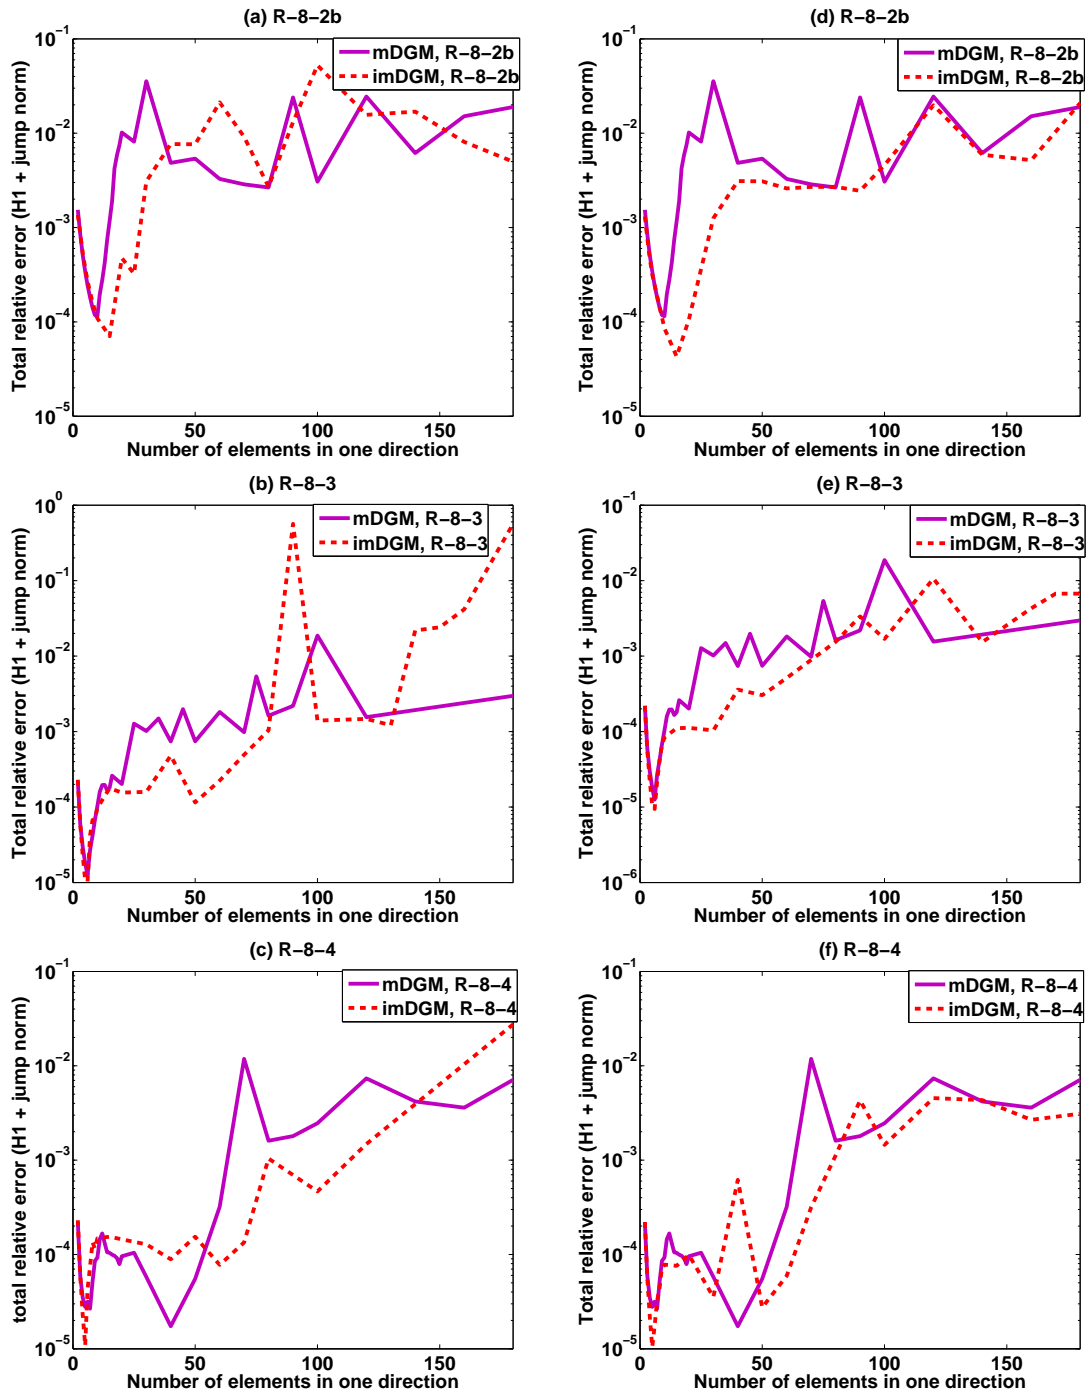 (a) R−8−2b
Total relative error (H1 + jump norm)
10^-1
10^-2
10^-3
10^-4
10^-5
mDGM, R−8−2b
imDGM, R−8−2b
0 50 100 150
Number of elements in one direction
(d) R−8−2b
Total relative error (H1 + jump norm)
10^-1
10^-2
10^-3
10^-4
10^-5
mDGM, R−8−2b
imDGM, R−8−2b
0 50 100 150
Number of elements in one direction
(b) R−8−3
Total relative error (H1 + jump norm)
10^0
10^-1
10^-2
10^-3
10^-4
10^-5
mDGM, R−8−3
imDGM, R−8−3
0 50 100 150
Number of elements in one direction
(e) R−8−3
Total relative error (H1 + jump norm)
10^-1
10^-2
10^-3
10^-4
10^-5
10^-6
mDGM, R−8−3
imDGM, R−8−3
0 50 100 150
Number of elements in one direction
(c) R−8−4
total relative error (H1 + jump norm)
10^-1
10^-2
10^-3
10^-4
10^-5
mDGM, R−8−4
imDGM, R−8−4
0 50 100 150
Number of elements in one direction
(f) R−8−4
Total relative error (H1 + jump norm)
10^-1
10^-2
10^-3
10^-4
10^-5
mDGM, R−8−4
imDGM, R−8−4
0 50 100 150
Number of elements in one direction